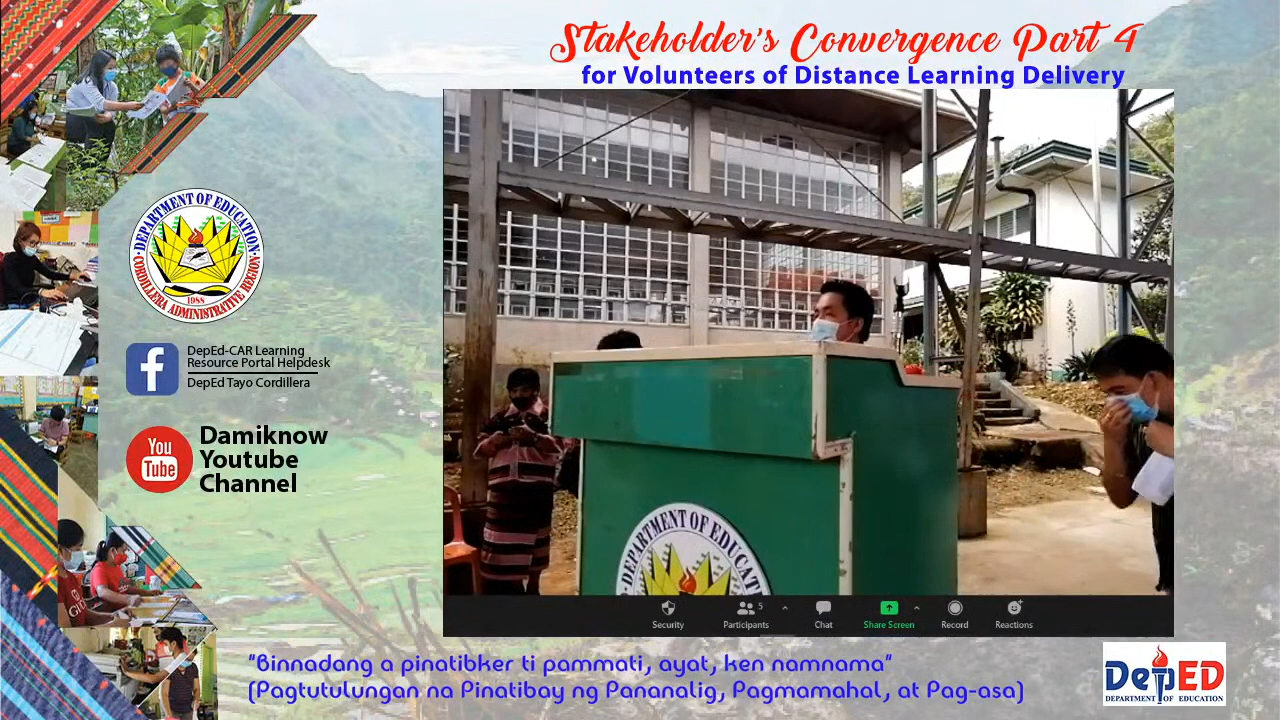 Stakeholder's Convergence Part 4
for Volunteers of Distance Learning Delivery
DEPARTMENT OF EDUCATION
1988
CORDILLERA ADMINISTRATIVE REGION
DepEd-CAR Learning
Resource Portal Helpdesk
DepEd Tayo Cordillera
You
Tube
Damiknow
Youtube
Channel
DEPARTMENT OF EDUCATI
5
Security
Participants
Chat
Share Screen
Record
Reactions
"Binnadang a pinatibker ti pammati, ayat, ken namnama"
(Pagtutulungan na Pinatibay ng Pananalig, Pagmamahal, at Pag-asa)
DepED
DEPARTMENT OF EDUCATION